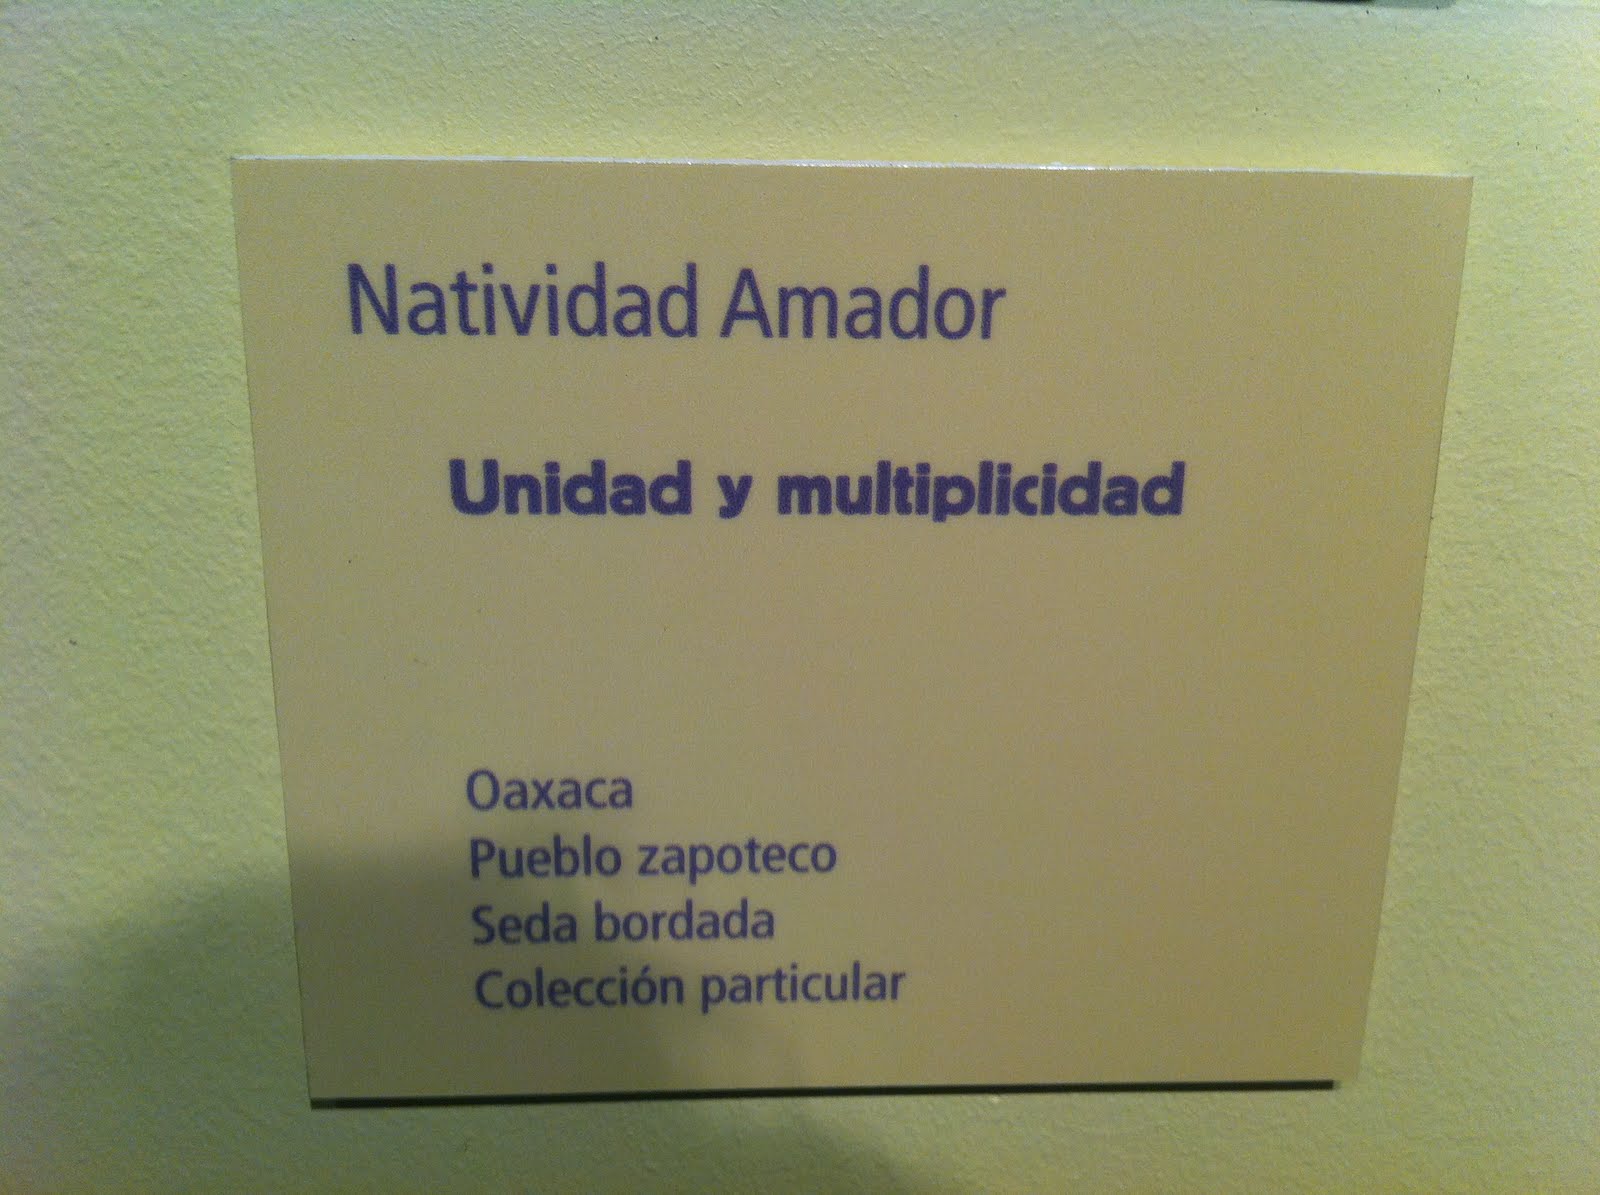 Natividad Amador
Unidad y multiplicidad
Oaxaca
Pueblo zapoteco
Seda bordada
Colección particular